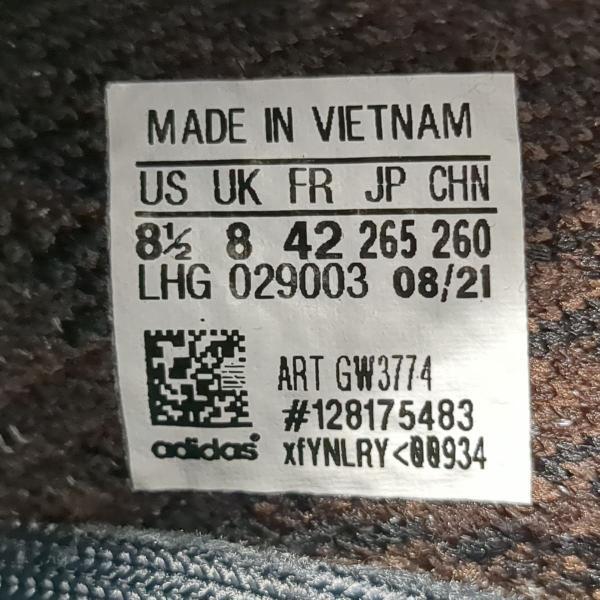 MADE IN VIETNAM
US UK FR JP CHN
8½ 8 42 265 260
LHG 029003 08/21
ART GW3774
#128175483
adidas xfYNLRY<00934